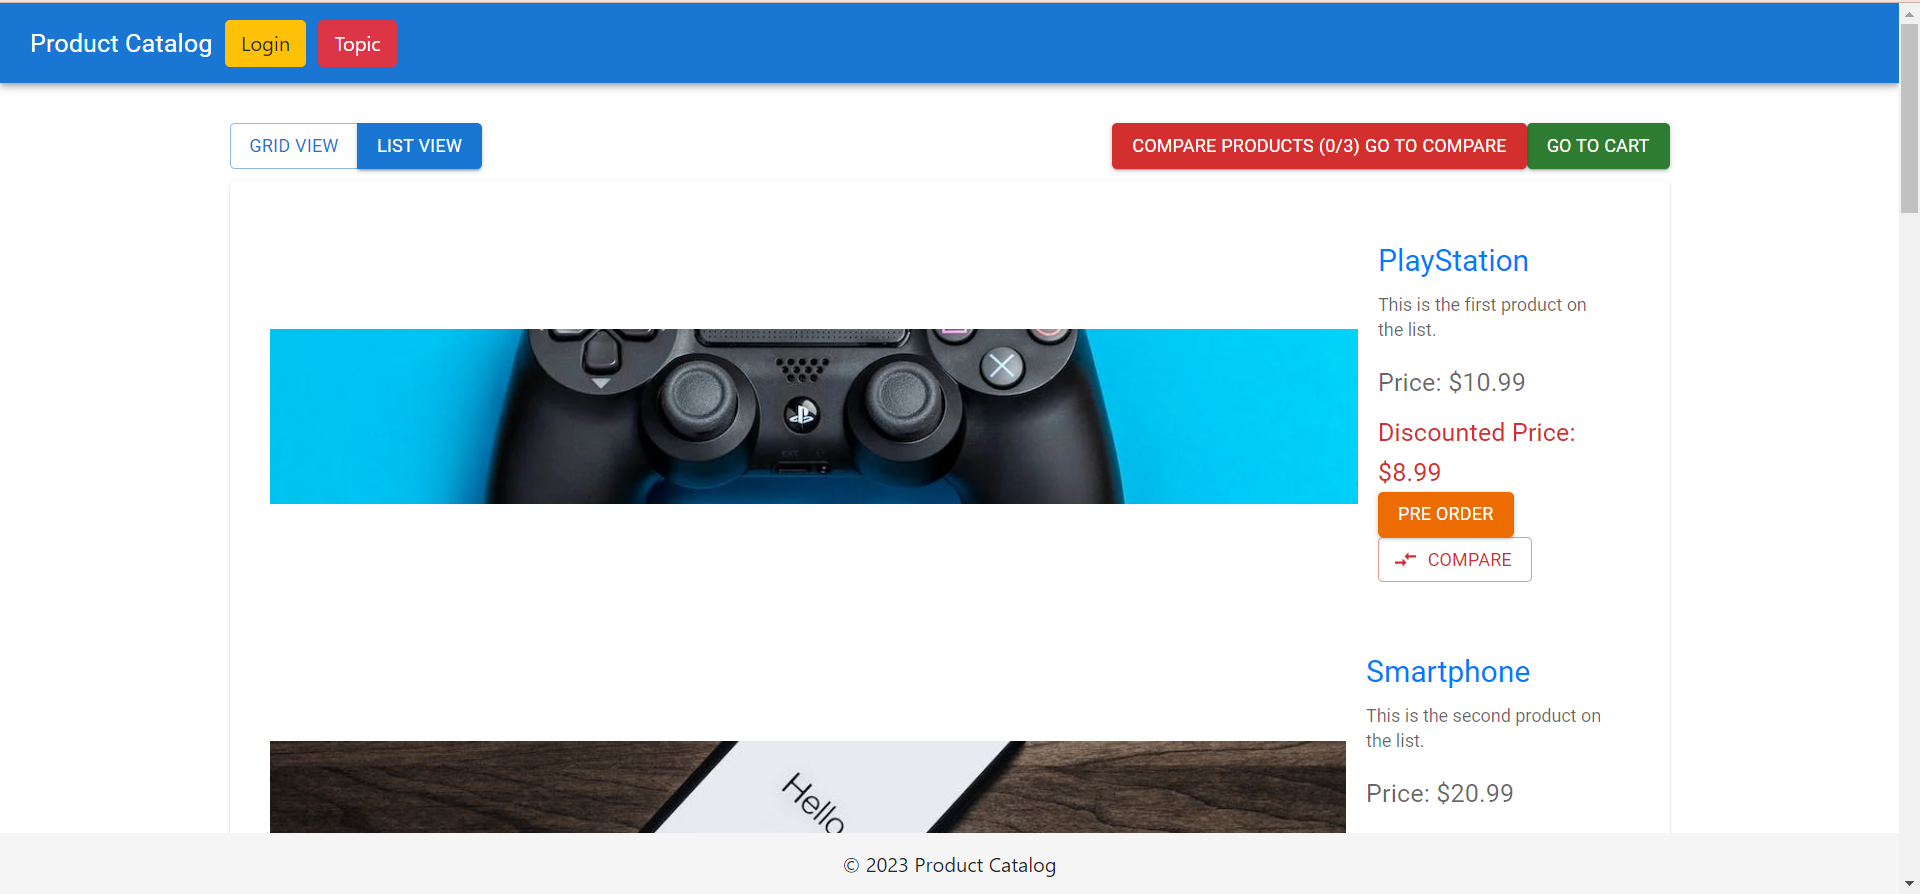 Product Catalog Login Topic
GRID VIEW LIST VIEW COMPARE PRODUCTS (0/3) GO TO COMPARE GO TO CART
PlayStation
This is the first product on
the list.
Price: $10.99
Discounted Price:
$8.99
PRE ORDER
COMPARE
Smartphone
This is the second product on
the list.
Price: $20.99
Hello
© 2023 Product Catalog